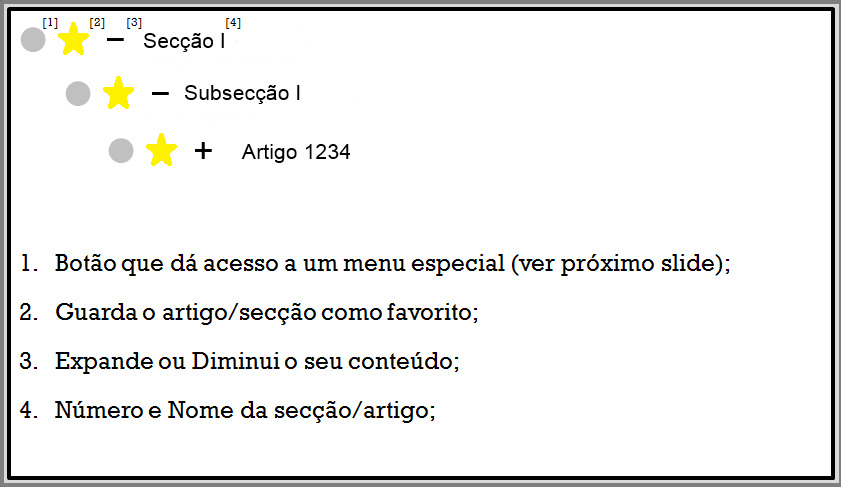 [1] [2] [3] [4]
Secção I
Subsecção I
Artigo 1234
1. Botão que dá acesso a um menu especial (ver próximo slide);
2. Guarda o artigo/secção como favorito;
3. Expande ou Diminui o seu conteúdo;
4. Número e Nome da secção/artigo;